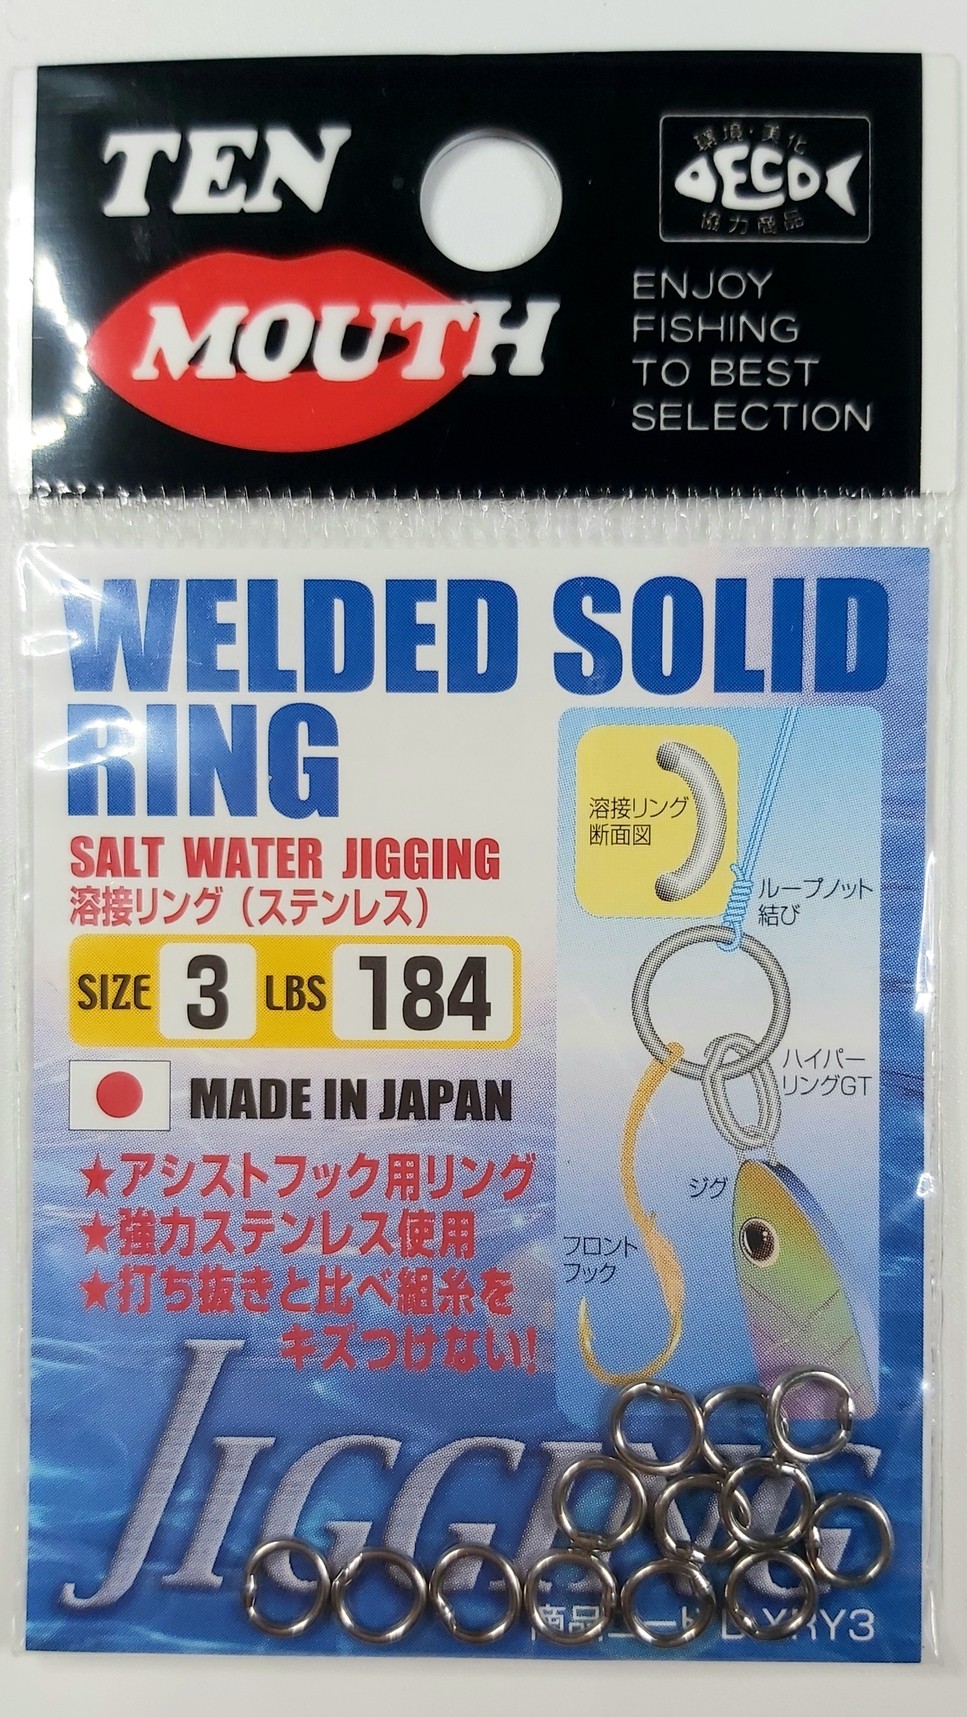 TEN
MOUTH
環境・美化
ECO
協力商品
ENJOY
FISHING
TO BEST
SELECTION
WELDED SOLID
RING
SALT WATER JIGGING
溶接リング（ステンレス）
SIZE 3 LBS 184
MADE IN JAPAN
★アシストフック用リング
★強力ステンレス使用
★打ち抜きと比べ組糸を
キズつけない!
溶接リング
断面図
ループノット
結び
ハイパー
リングGT
ジグ
フロント
フック
JIGGING
商品コード